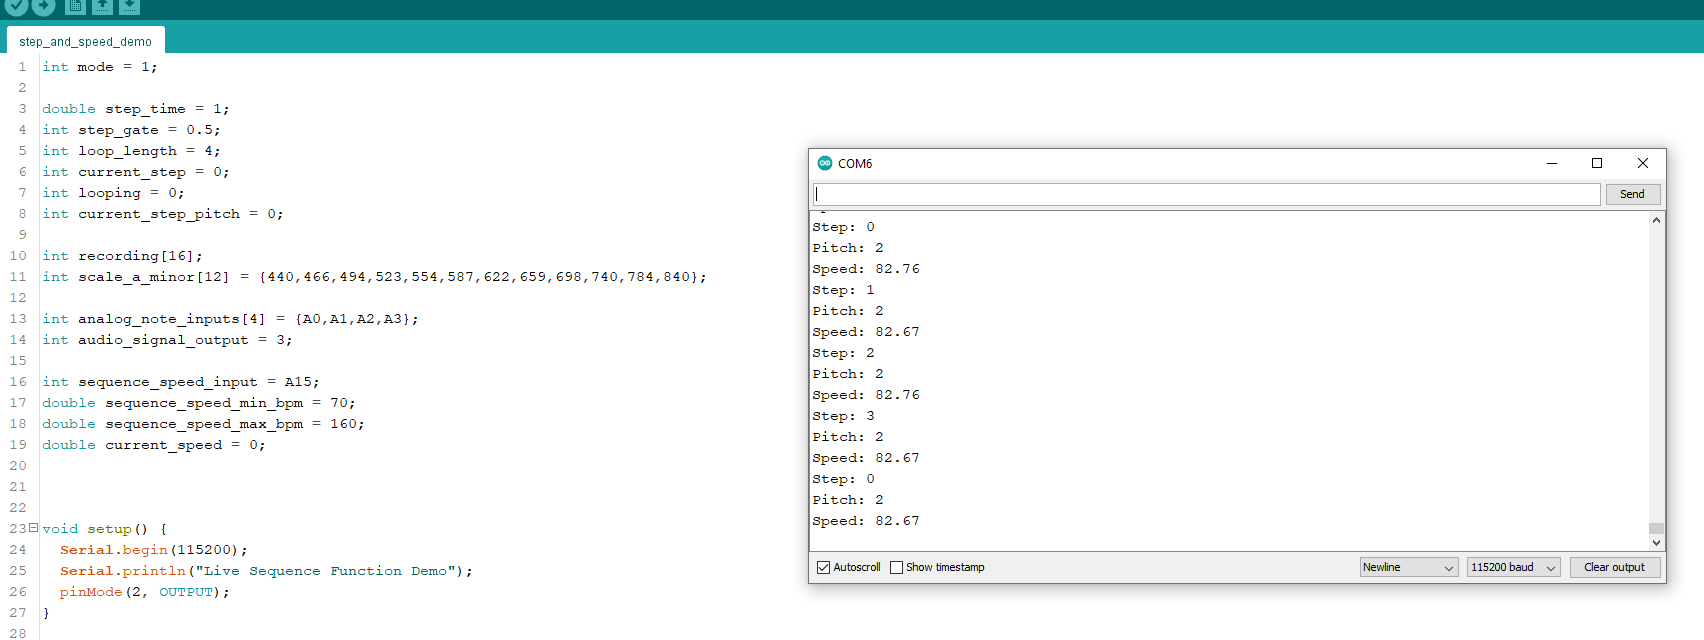 step_and_speed_demo
1 int mode = 1;
2
3 double step_time = 1;
4 int step_gate = 0.5;
5 int loop_length = 4;
6 int current_step = 0;
7 int looping = 0;
8 int current_step_pitch = 0;
9
10 int recording[16];
11 int scale_a_minor[12] = {440,466,494,523,554,587,622,659,698,740,784,840};
12
13 int analog_note_inputs[4] = {A0,A1,A2,A3};
14 int audio_signal_output = 3;
15
16 int sequence_speed_input = A15;
17 double sequence_speed_min_bpm = 70;
18 double sequence_speed_max_bpm = 160;
19 double current_speed = 0;
20
21
22
23 void setup() {
24 Serial.begin(115200);
25 Serial.println("Live Sequence Function Demo");
26 pinMode(2, OUTPUT);
27 }
28
COM6
Send
Step: 0
Pitch: 2
Speed: 82.76
Step: 1
Pitch: 2
Speed: 82.67
Step: 2
Pitch: 2
Speed: 82.76
Step: 3
Pitch: 2
Speed: 82.67
Step: 0
Pitch: 2
Speed: 82.67
Autoscroll Show timestamp Newline 115200 baud Clear output